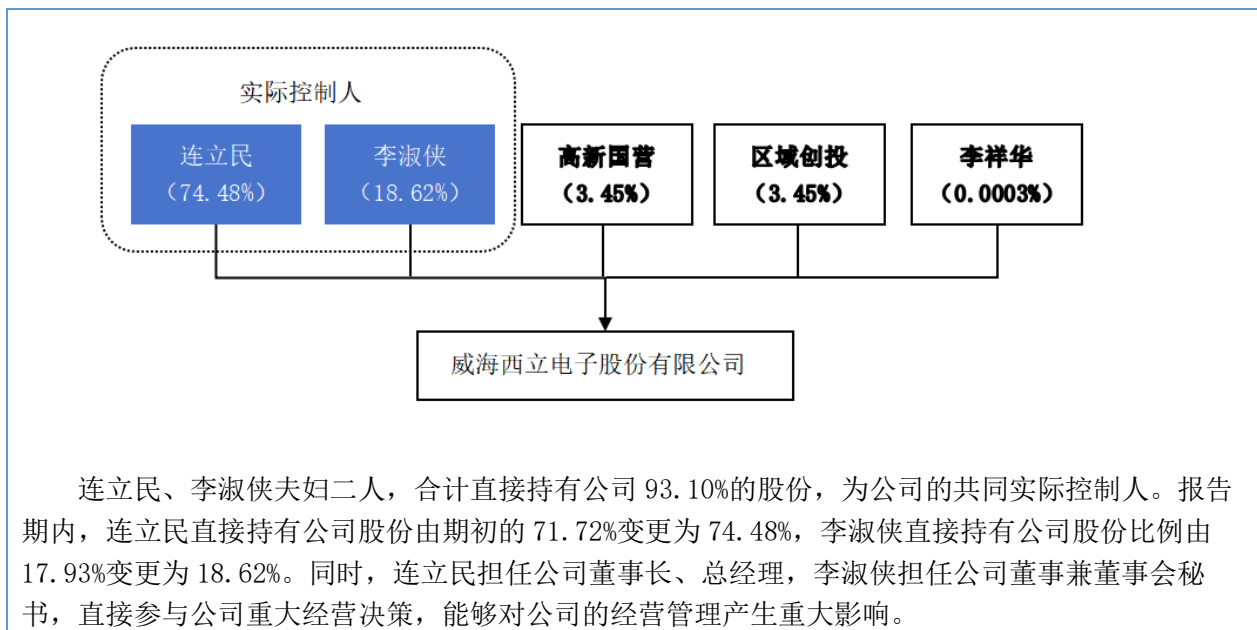 实际控制人
连立民
（74.48%）
李淑侠
（18.62%）
高新国营
（3.45%）
区域创投
（3.45%）
李祥华
（0.0003%）
威海西立电子股份有限公司
连立民、李淑侠夫妇二人，合计直接持有公司 93.10%的股份，为公司的共同实际控制人。报告
期内，连立民直接持有公司股份由期初的 71.72%变更为 74.48%，李淑侠直接持有公司股份比例由
17.93%变更为 18.62%。同时，连立民担任公司董事长、总经理，李淑侠担任公司董事兼董事会秘
书，直接参与公司重大经营决策，能够对公司的经营管理产生重大影响。